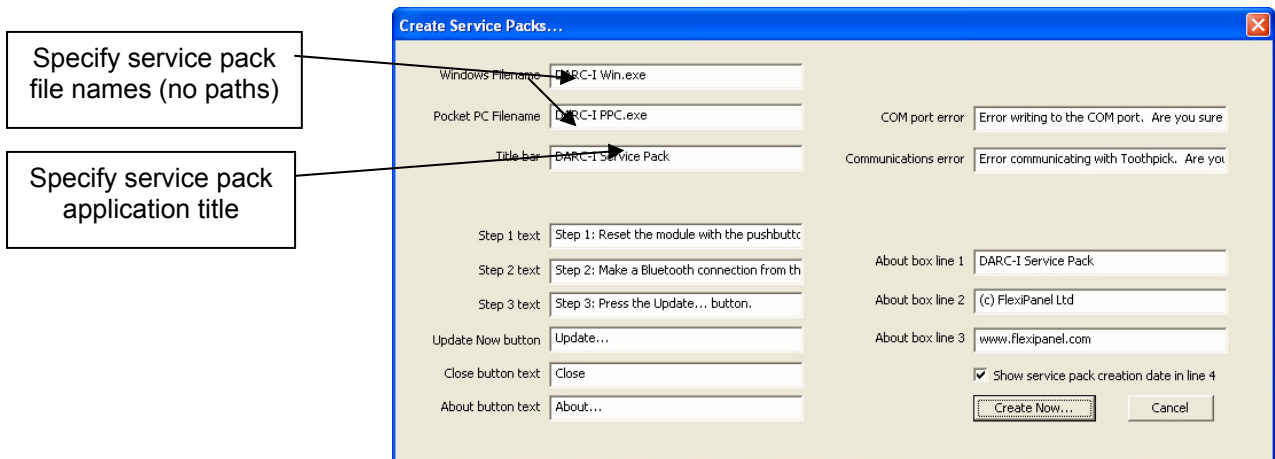 Create Service Packs...
Specify service pack
file names (no paths)
Specify service pack
application title
Windows Filename DARC-I Win.exe
Pocket PC Filename DARC-I PPC.exe
Title bar DARC-I Service Pack
COM port error Error writing to the COM port. Are you sure
Communications error Error communicating with Toothpick. Are you
Step 1 text Step 1: Reset the module with the pushbutto
Step 2 text Step 2: Make a Bluetooth connection from th
Step 3 text Step 3: Press the Update... button.
Update Now button Update...
Close button text Close
About button text About...
About box line 1 DARC-I Service Pack
About box line 2 (c) FlexiPanel Ltd
About box line 3 www.flexipanel.com
Show service pack creation date in line 4
Create Now... Cancel